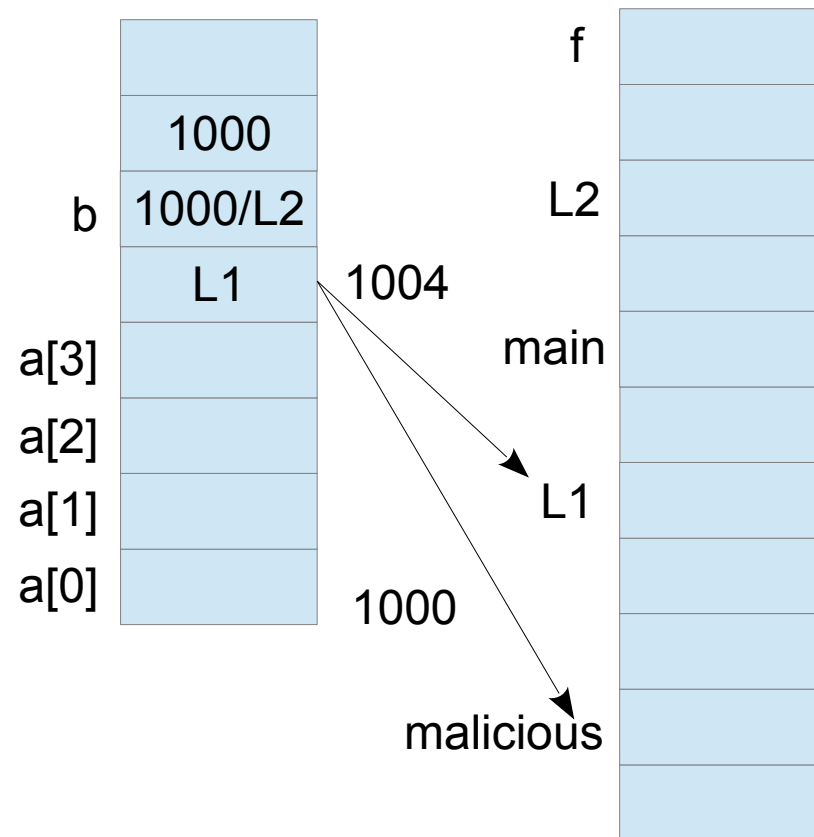 f
1000
b 1000/L2
L2
L1
1004
a[3]
main
a[2]
a[1]
L1
a[0]
1000
malicious